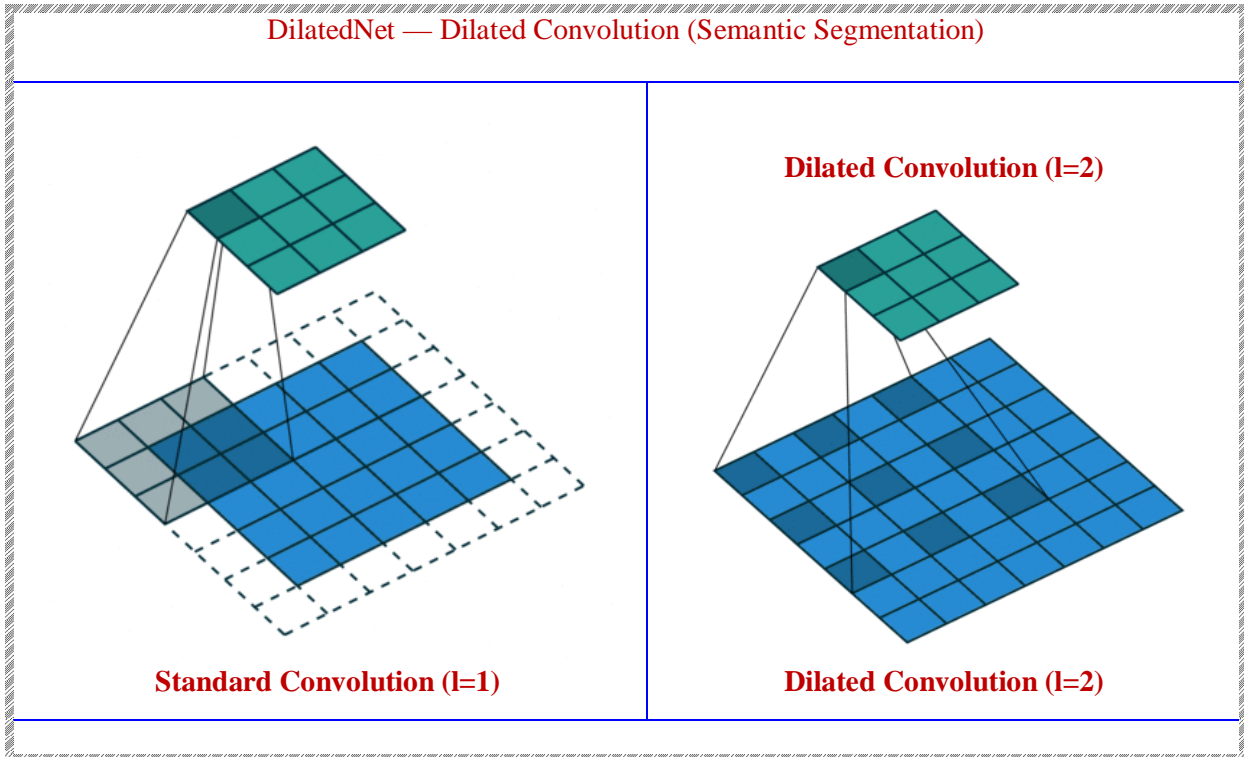 DilatedNet — Dilated Convolution (Semantic Segmentation)
Standard Convolution (l=1)
Dilated Convolution (l=2)
Dilated Convolution (l=2)